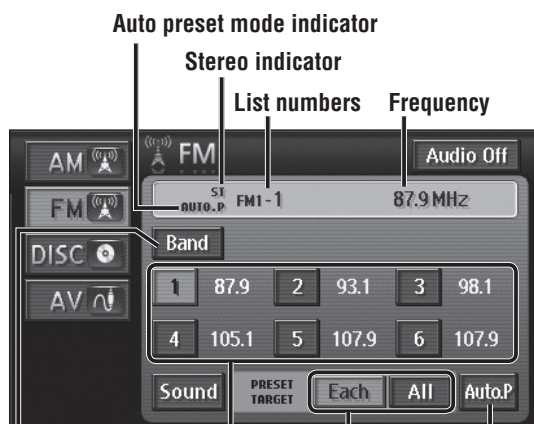 Auto preset mode indicator
Stereo indicator
List numbers Frequency
AM FM Audio Off
FM ST AUTO.P FM1-1 87.9 MHz
DISC Band
AV 1 87.9 2 93.1 3 98.1
4 105.1 5 107.9 6 107.9
Sound PRESET TARGET Each All Auto.P